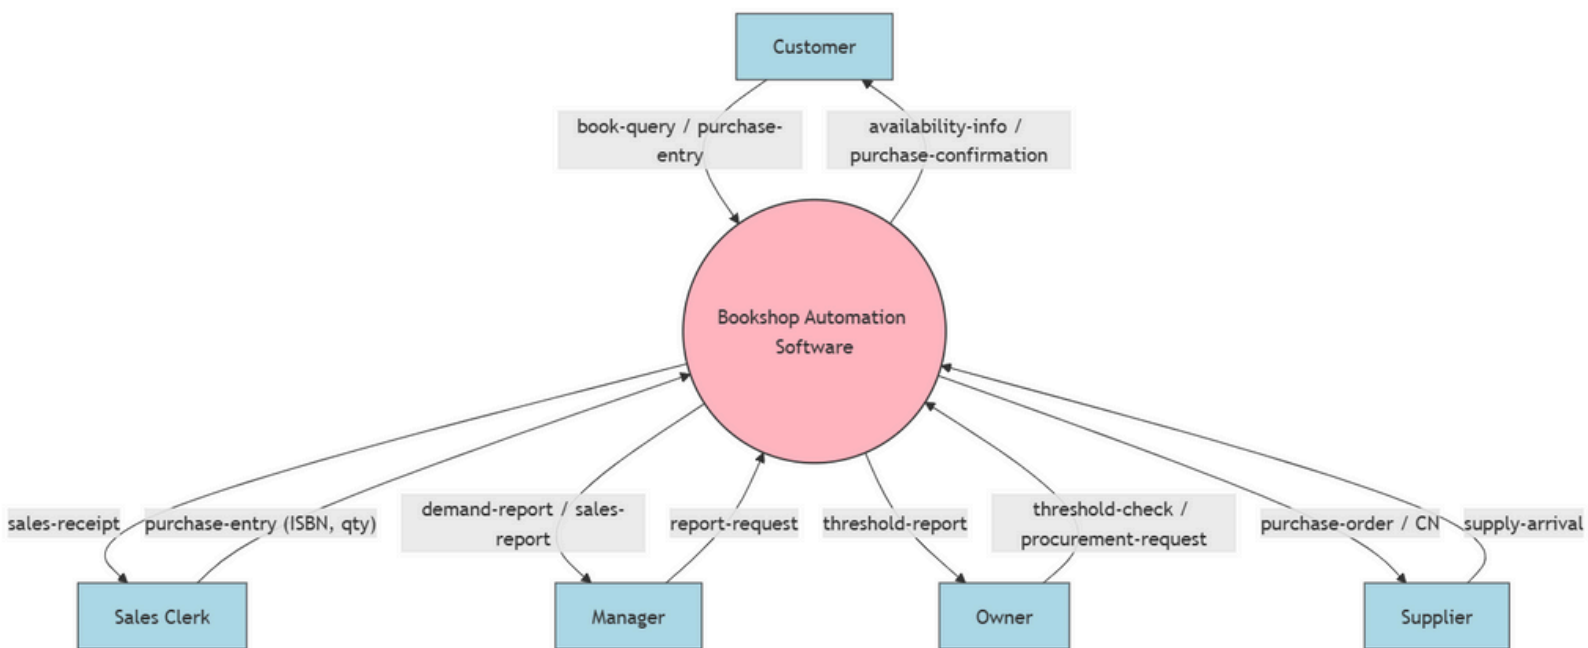 Customer
book-query / purchase-
entry
availability-info /
purchase-confirmation
Bookshop Automation
Software
sales-receipt
purchase-entry (ISBN, qty)
demand-report / sales-
report
report-request
threshold-report
threshold-check /
procurement-request
purchase-order / CN
supply-arrival
Sales Clerk
Manager
Owner
Supplier